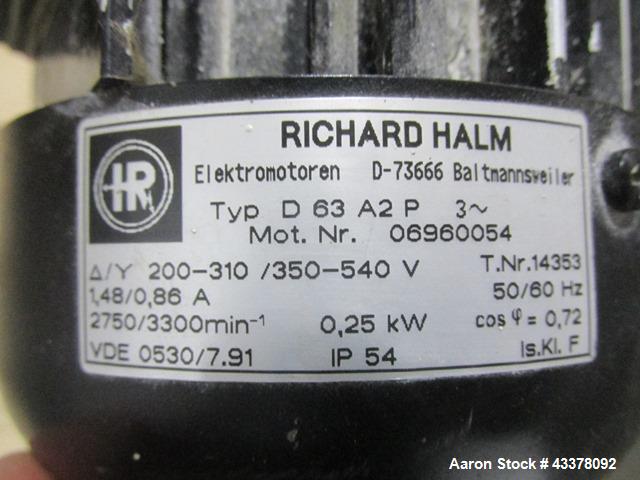 RICHARD HALM
HR
Elektromotoren D-73666 Baltmannsweiler
Typ D 63 A2 P 3~
Mot. Nr. 06960054
Δ/Y 200-310 /350-540 V T.Nr.14353
1,48/0,86 A 50/60 Hz
2750/3300min-1 0,25 kW cos φ = 0,72
VDE 0530/7.91 IP 54 Is.Kl. F
Aaron Stock # 43378092